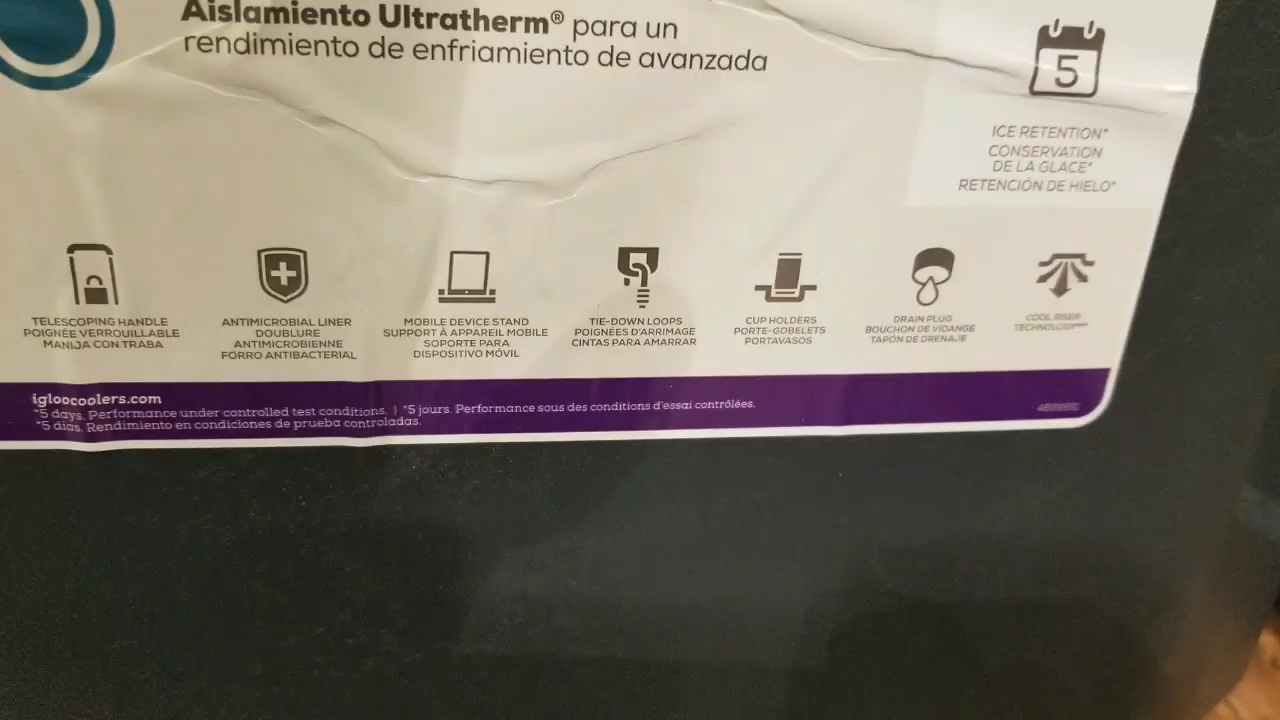 Aislamiento Ultratherm® para un
rendimiento de enfriamiento de avanzada
5
ICE RETENTION*
CONSERVATION
DE LA GLACE*
RETENCIÓN DE HIELO*
TELESCOPING HANDLE
POIGNÉE VERROUILLABLE
MANIJA CON TRABA
ANTIMICROBIAL LINER
DOUBLURE
ANTIMICROBIENNE
FORRO ANTIBACTERIAL
MOBILE DEVICE STAND
SUPPORT À APPAREIL MOBILE
SOPORTE PARA
DISPOSITIVO MÓVIL
TIE-DOWN LOOPS
POIGNÉES D'ARRIMAGE
CINTAS PARA AMARRAR
CUP HOLDERS
PORTE-GOBELETS
PORTAVASOS
DRAIN PLUG
BOUCHON DE VIDANGE
TAPÓN DE DRENAJE
COOL RISER
TECHNOLOGY
igloocoolers.com
*5 days. Performance under controlled test conditions. | *5 jours. Performance sous des conditions d'essai contrôlées.
*5 días. Rendimiento en condiciones de prueba controladas.